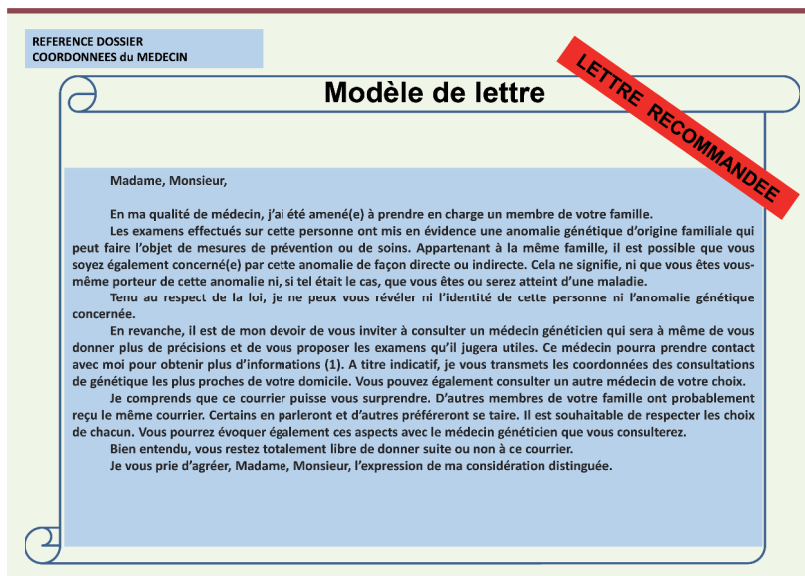 REFERENCE DOSSIER
COORDONNEES du MEDECIN
LETTRE RECOMMANDEE
Modèle de lettre
Madame, Monsieur,
En ma qualité de médecin, j’ai été amené(e) à prendre en charge un membre de votre famille.
Les examens effectués sur cette personne ont mis en évidence une anomalie génétique d’origine familiale qui
peut faire l’objet de mesures de prévention ou de soins. Appartenant à la même famille, il est possible que vous
soyez également concerné(e) par cette anomalie de façon directe ou indirecte. Cela ne signifie, ni que vous êtes vous-
même porteur de cette anomalie ni, si tel était le cas, que vous êtes ou serez atteint d’une maladie.
Tenu au respect de la loi, je ne peux vous révéler ni l’identité de cette personne ni l’anomalie génétique
concernée.
En revanche, il est de mon devoir de vous inviter à consulter un médecin généticien qui sera à même de vous
donner plus de précisions et de vous proposer les examens qu’il jugera utiles. Ce médecin pourra prendre contact
avec moi pour obtenir plus d’informations (1). A titre indicatif, je vous transmets les coordonnées des consultations
de génétique les plus proches de votre domicile. Vous pouvez également consulter un autre médecin de votre choix.
Je comprends que ce courrier puisse vous surprendre. D’autres membres de votre famille ont probablement
reçu le même courrier. Certains en parleront et d’autres préféreront se taire. Il est souhaitable de respecter les choix
de chacun. Vous pourrez évoquer également ces aspects avec le médecin généticien que vous consulterez.
Bien entendu, vous restez totalement libre de donner suite ou non à ce courrier.
Je vous prie d’agréer, Madame, Monsieur, l’expression de ma considération distinguée.